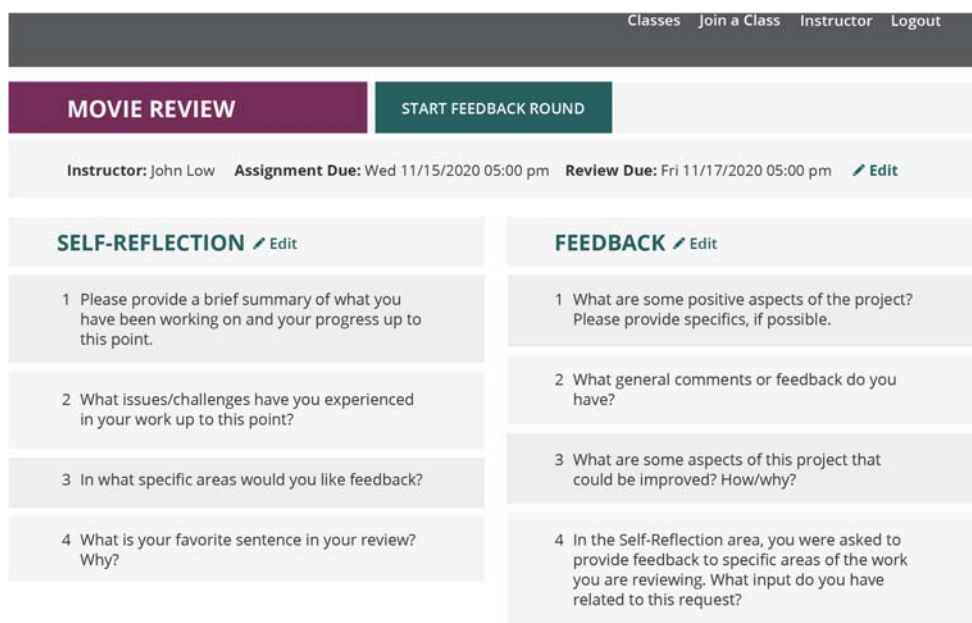 Classes Join a Class Instructor Logout
MOVIE REVIEW
START FEEDBACK ROUND
Instructor: John Low Assignment Due: Wed 11/15/2020 05:00 pm Review Due: Fri 11/17/2020 05:00 pm Edit
SELF-REFLECTION Edit
1 Please provide a brief summary of what you
have been working on and your progress up to
this point.
2 What issues/challenges have you experienced
in your work up to this point?
3 In what specific areas would you like feedback?
4 What is your favorite sentence in your review?
Why?
FEEDBACK Edit
1 What are some positive aspects of the project?
Please provide specifics, if possible.
2 What general comments or feedback do you
have?
3 What are some aspects of this project that
could be improved? How/why?
4 In the Self-Reflection area, you were asked to
provide feedback to specific areas of the work
you are reviewing. What input do you have
related to this request?